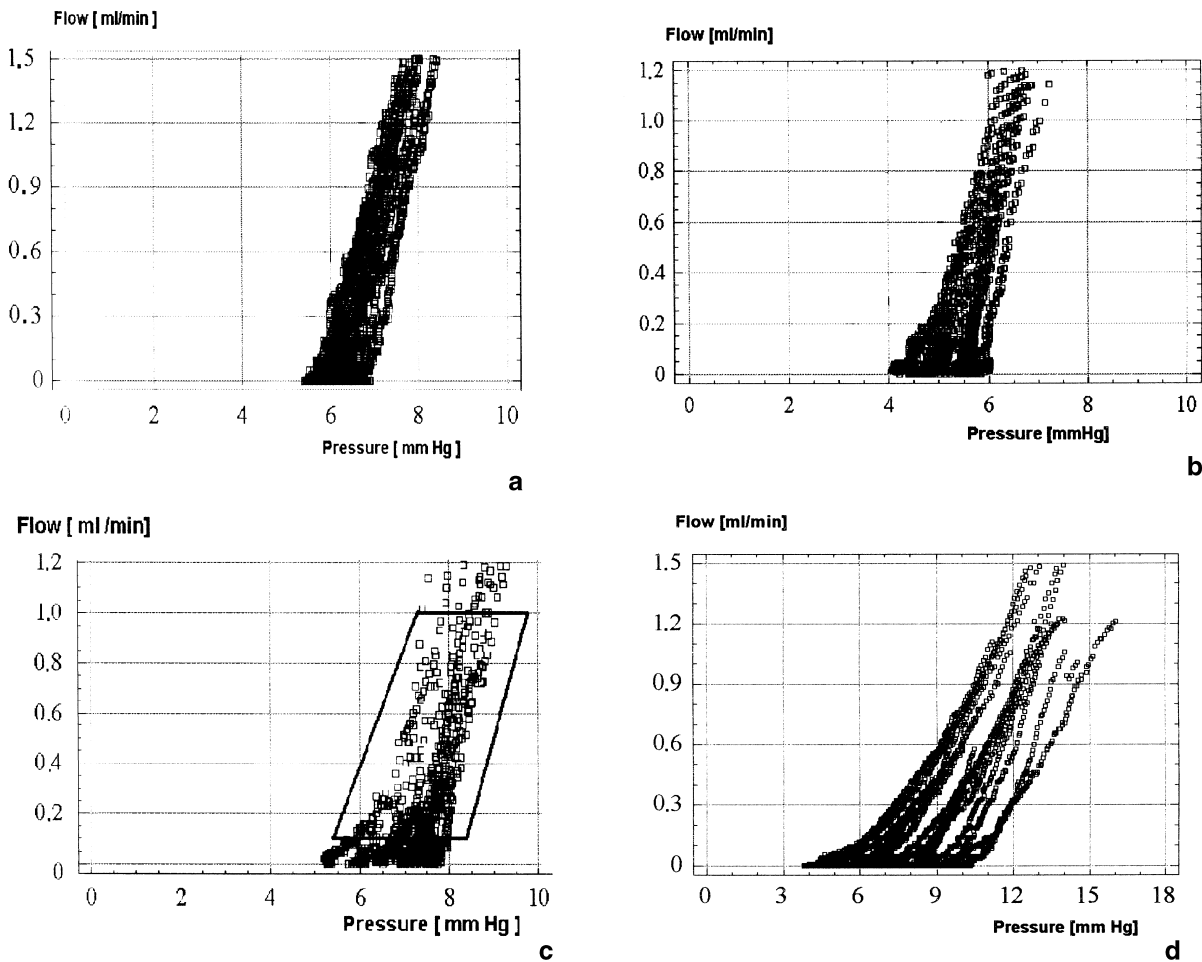 Flow [ ml/min ]
1.5
1.2
0.9
0.6
0.3
0
0 2 4 6 8 10
Pressure [ mm Hg ]
a
Flow [ml/min]
1.2
1.0
0.8
0.6
0.4
0.2
0
0 2 4 6 8 10
Pressure [mmHg]
b
Flow [ ml /min]
1.2
1.0
0.8
0.6
0.4
0.2
0
0 2 4 6 8 10
Pressure [ mm Hg ]
c
Flow [ml/min]
1.5
1.2
0.9
0.6
0.3
0
0 3 6 9 12 15 18
Pressure [mm Hg]
d